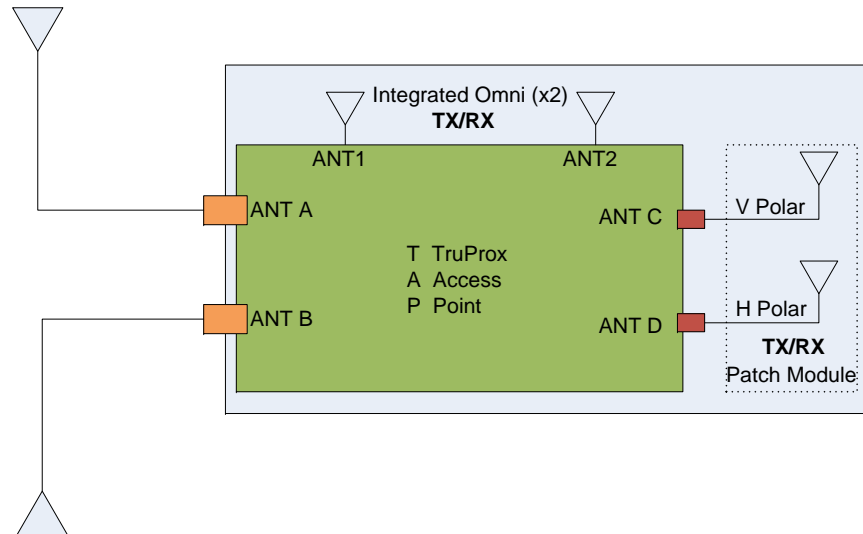 Integrated Omni (x2)
TX/RX
ANT1
ANT2
ANT A
ANT C
V Polar
T TruProx
A Access
P Point
ANT B
ANT D
H Polar
TX/RX
Patch Module